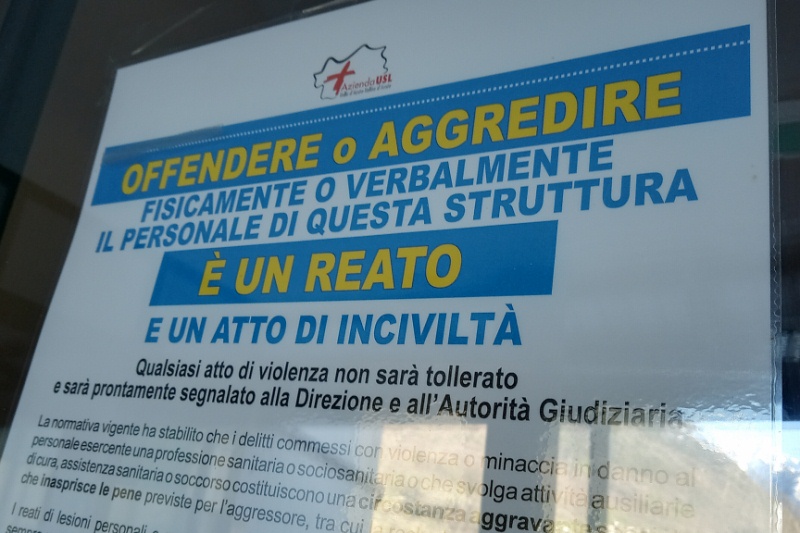 Azienda USL
OFFENDERE o AGGREDIRE
FISICAMENTE O VERBALMENTE
IL PERSONALE DI QUESTA STRUTTURA
È UN REATO
E UN ATTO DI INCIVILTÀ
Qualsiasi atto di violenza non sarà tollerato
e sarà prontamente segnalato alla Direzione e all'Autorità Giudiziaria.
La normativa vigente ha stabilito che i delitti commessi con violenza o minaccia in danno al
personale esercente una professione sanitaria o sociosanitaria o che svolga attività ausiliarie
di cura, assistenza sanitaria o soccorso costituiscono una circostanza aggravante
che inasprisce le pene previste per l'aggressore, tra cui
I reati di lesioni personali